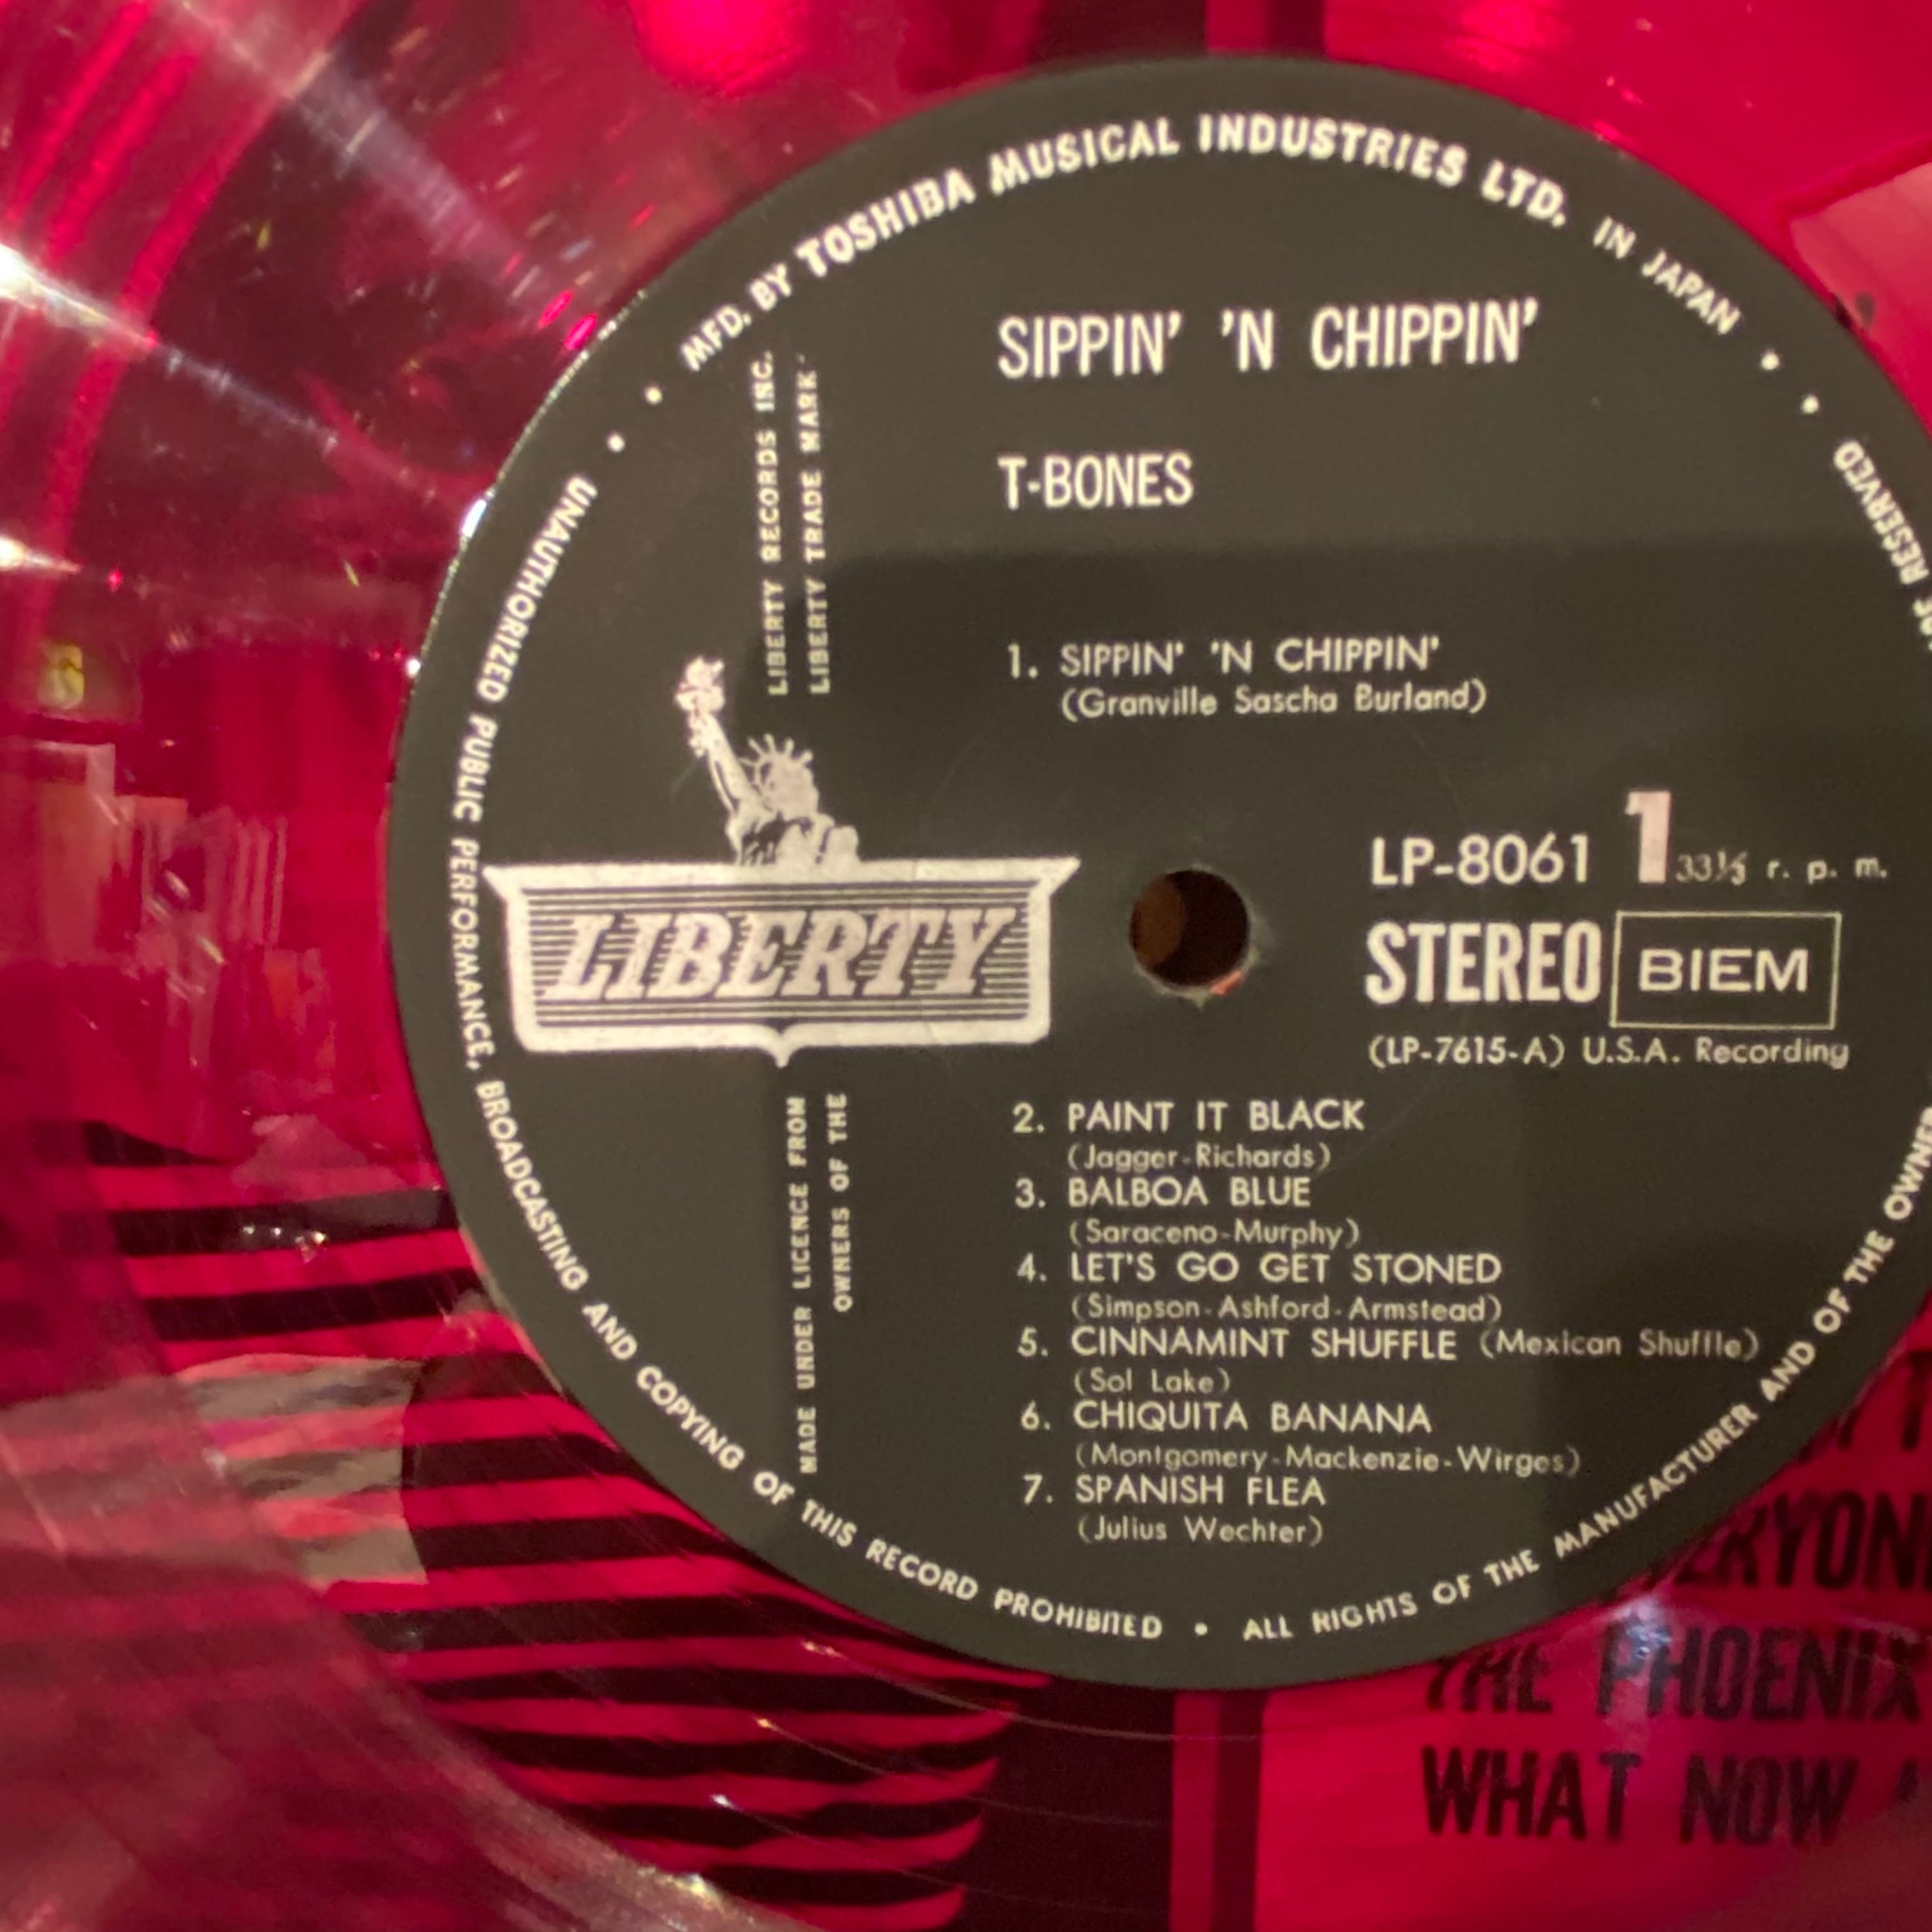 MFD. BY TOSHIBA MUSICAL INDUSTRIES LTD. IN JAPAN
SIPPIN' 'N CHIPPIN'
T-BONES
LIBERTY RECORDS INC.
LIBERTY TRADE MARK
1. SIPPIN' 'N CHIPPIN'
(Granville Sascha Burland)
LIBERTY
LP-8061 1 33⅓ r. p. m.
STEREO BIEM
(LP-7615-A) U.S.A. Recording
MADE UNDER LICENCE FROM
OWNERS OF THE
2. PAINT IT BLACK
(Jagger-Richards)
3. BALBOA BLUE
(Saraceno-Murphy)
4. LET'S GO GET STONED
(Simpson-Ashford-Armstead)
5. CINNAMINT SHUFFLE (Mexican Shuffle)
(Sol Lake)
6. CHIQUITA BANANA
(Montgomery-Mackenzie-Wirges)
7. SPANISH FLEA
(Julius Wechter)
UNAUTHORIZED PUBLIC PERFORMANCE, BROADCASTING AND COPYING OF THIS RECORD PROHIBITED • ALL RIGHTS OF THE MANUFACTURER AND OF THE OWNER RESERVED
THE PHOENIX
WHAT NOW